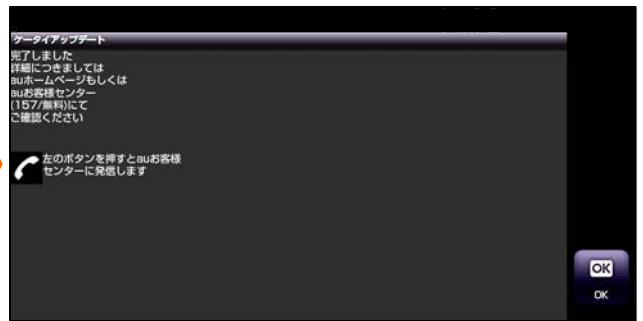 ケータイアップデート
完了しました
詳細につきましては
auホームページもしくは
auお客様センター
(157/無料)にて
ご確認ください
左のボタンを押すとauお客様
センターに発信します
OK
OK